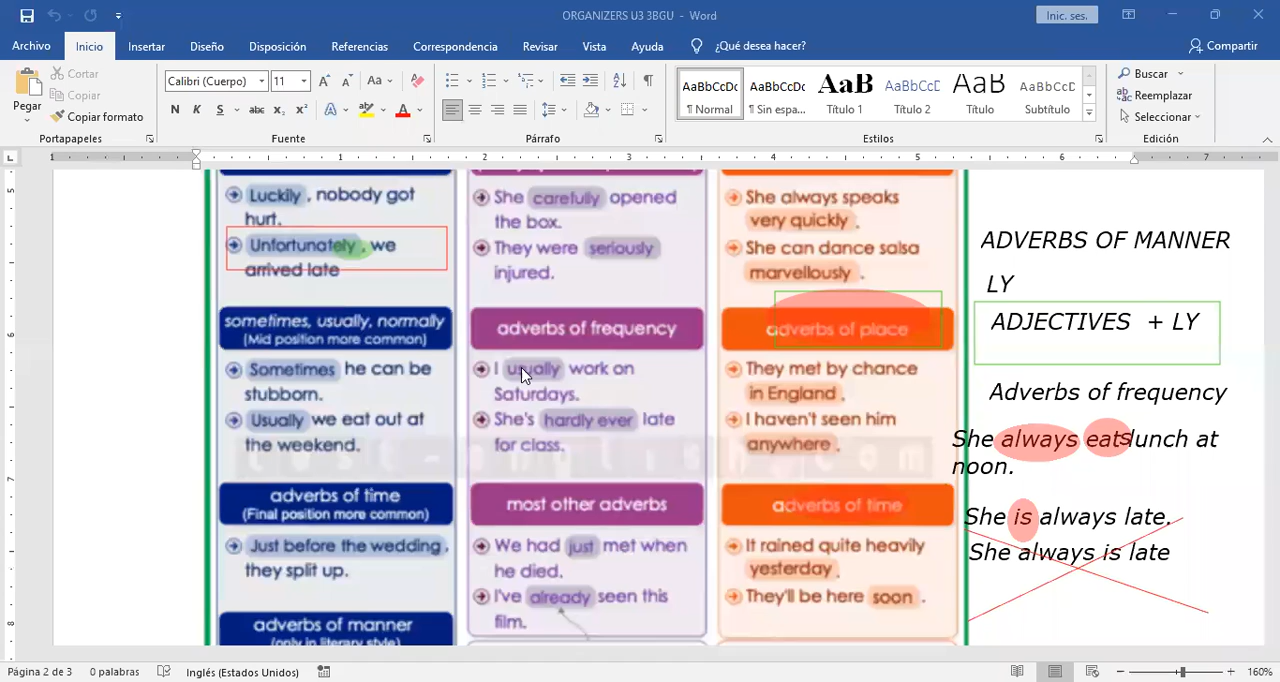 ORGANIZERS U3 3BGU - Word
Inic. ses.
Archivo Inicio Insertar Diseño Disposición Referencias Correspondencia Revisar Vista Ayuda ¿Qué desea hacer? Compartir
Pegar
Cortar
Copiar
Copiar formato
Portapapeles
Calibri (Cuerpo) 11
Fuente
Párrafo
AaBbCcDc Normal
AaBbCcDc Sin espa...
AaB Título 1
AaBbCcD Título 2
AaB Título
AaBbCcD Subtítulo
Estilos
Buscar
Reemplazar
Seleccionar
Edición
Luckily , nobody got
hurt.
Unfortunately , we
arrived late
sometimes, usually, normally
(Mid position more common)
Sometimes he can be
stubborn.
Usually we eat out at
the weekend.
adverbs of time
(Final position more common)
Just before the wedding ,
they split up.
adverbs of manner
(only in literary style)
She carefully opened
the box.
They were seriously
injured.
adverbs of frequency
I usually work on
Saturdays.
She's hardly ever late
for class.
most other adverbs
We had just met when
he died.
I've already seen this
film.
She always speaks
very quickly .
She can dance salsa
marvellously .
adverbs of place
They met by chance
in England .
I haven't seen him
anywhere .
adverbs of time
It rained quite heavily
yesterday .
They'll be here soon .
ADVERBS OF MANNER
LY
ADJECTIVES + LY
Adverbs of frequency
She always eats lunch at
noon.
She is always late.
She always is late
Página 2 de 3 0 palabras Inglés (Estados Unidos) 160%